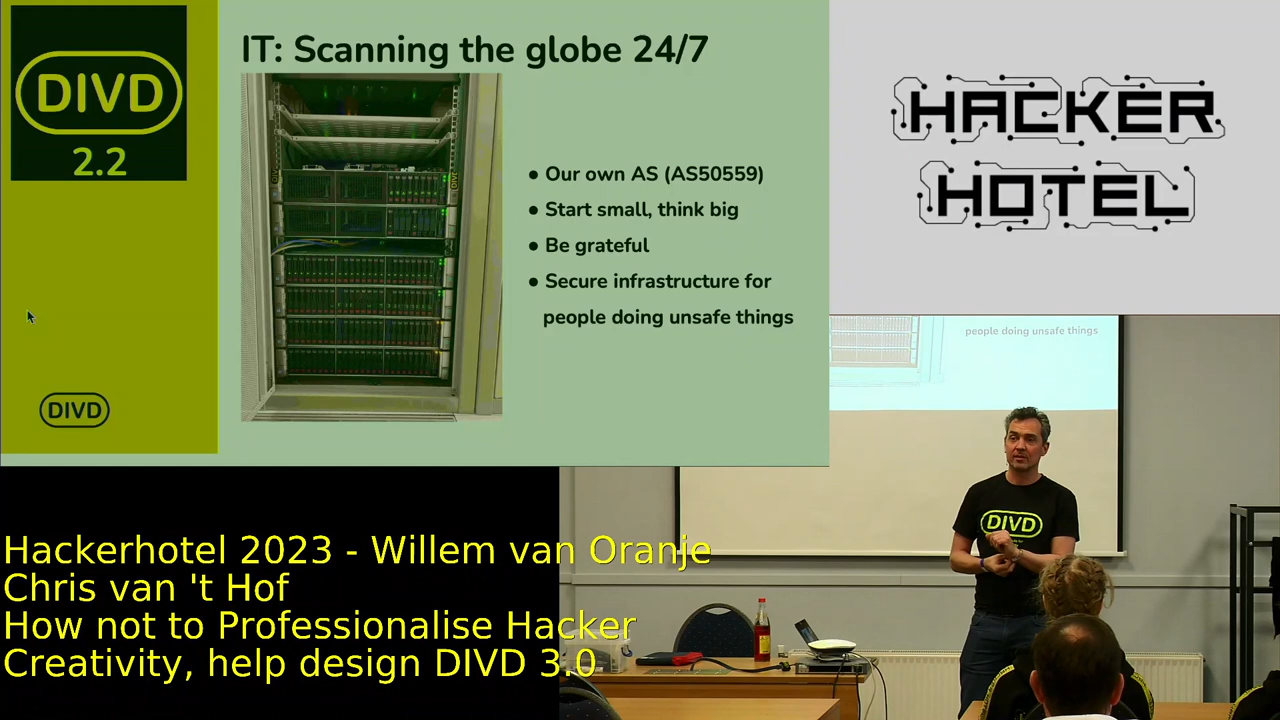 DIVD
2.2
DIVD
IT: Scanning the globe 24/7
● Our own AS (AS50559)
● Start small, think big
● Be grateful
● Secure infrastructure for
people doing unsafe things
HACKER
HOTEL
people doing unsafe things
DIVD
Hackerhotel 2023 - Willem van Oranje
Chris van 't Hof
How not to Professionalise Hacker
Creativity, help design DIVD 3.0